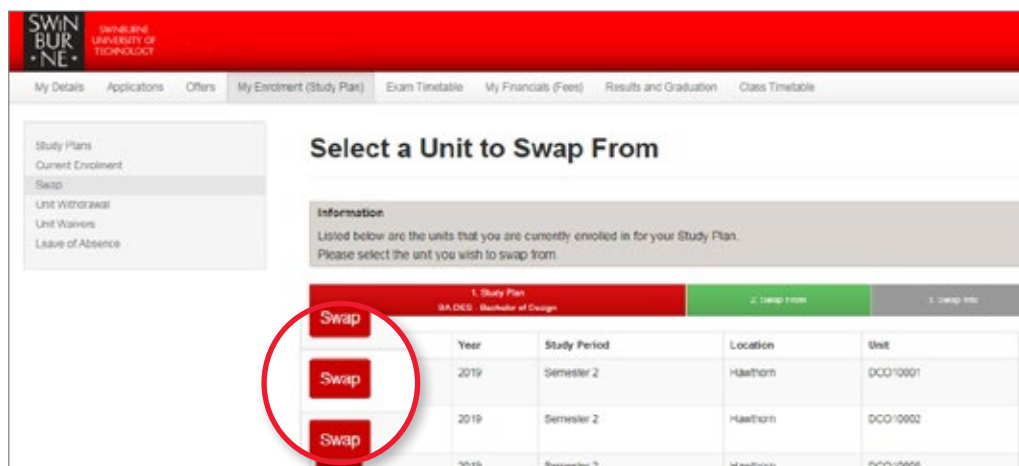 SWIN
BUR
• NE •
SWINBURNE
UNIVERSITY OF
TECHNOLOGY
My Details Applications Offers My Enrolment (Study Plan) Exam Timetable My Financials (Fees) Results and Graduation Class Timetable
Study Plans
Current Enrolment
Swap
Unit Withdrawal
Unit Waivers
Leave of Absence
Select a Unit to Swap From
Information
Listed below are the units that you are currently enrolled in for your Study Plan.
Please select the unit you wish to swap from.
1. Study Plan 2. Swap From 3. Swap Into
BA-DES - Bachelor of Design
Swap
Year Study Period Location Unit
Swap 2019 Semester 2 Hawthorn DCO10001
Swap 2019 Semester 2 Hawthorn DCO10002
2019 Semester 2 Hawthorn